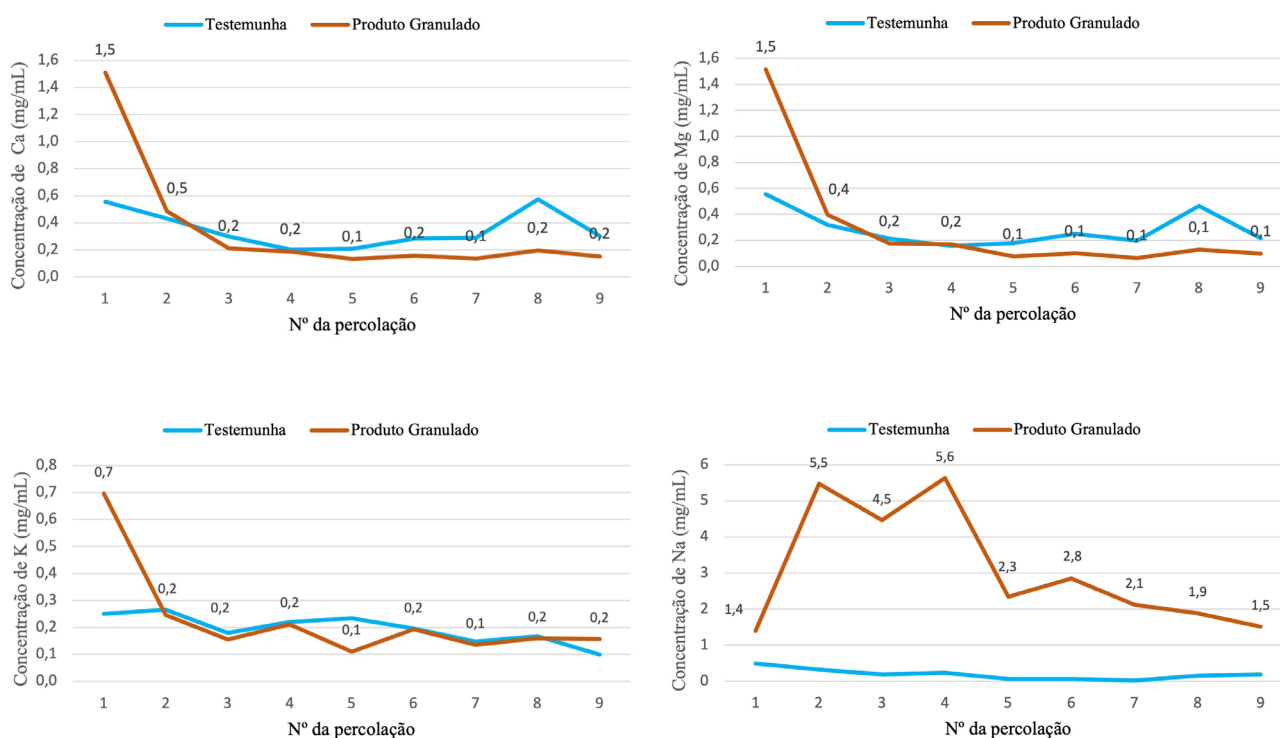 Testemunha Produto Granulado
Concentração de Ca (mg/mL)
1,6
1,4
1,2
1,0
0,8
0,6
0,4
0,2
0,0
1,5 0,5 0,2 0,2 0,1 0,2 0,1 0,2 0,2
1 2 3 4 5 6 7 8 9
Nº da percolação
Testemunha Produto Granulado
Concentração de Mg (mg/mL)
1,6
1,4
1,2
1,0
0,8
0,6
0,4
0,2
0,0
1,5 0,4 0,2 0,2 0,1 0,1 0,1 0,1 0,1
1 2 3 4 5 6 7 8 9
Nº da percolação
Testemunha Produto Granulado
Concentração de K (mg/mL)
0,8
0,7
0,6
0,5
0,4
0,3
0,2
0,1
0,0
0,7 0,2 0,2 0,2 0,1 0,2 0,1 0,2 0,2
1 2 3 4 5 6 7 8 9
Nº da percolação
Testemunha Produto Granulado
Concentração de Na (mg/mL)
6
5
4
3
2
1
0
1,4 5,5 4,5 5,6 2,3 2,8 2,1 1,9 1,5
1 2 3 4 5 6 7 8 9
Nº da percolação